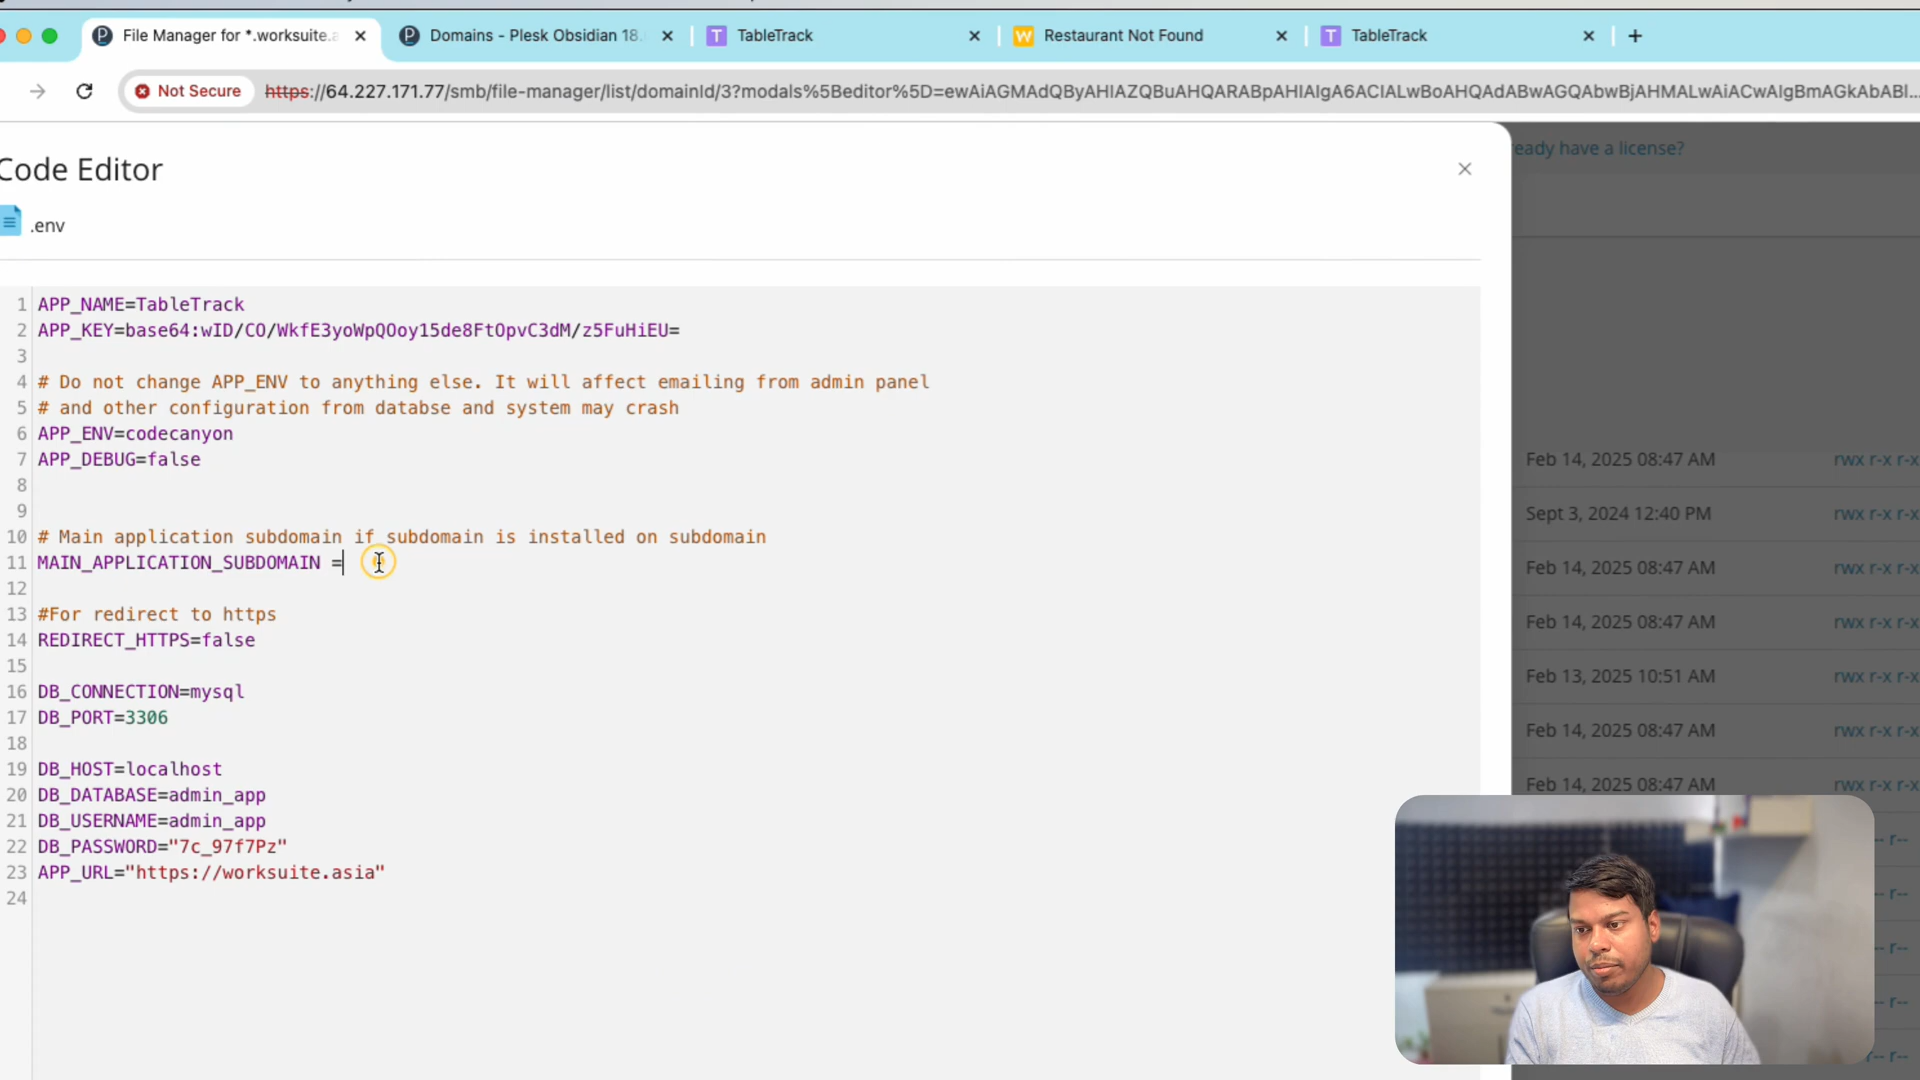 File Manager for *.worksuite.a
Domains - Plesk Obsidian 18.
TableTrack
Restaurant Not Found
TableTrack
Not Secure
https://64.227.171.77/smb/file-manager/list/domainId/3?modals%5Beditor%5D=ewAiAGMAdQByAHIAZQBuAHQARABpAHIAIgA6ACIALwBoAHQAdABwAGQAbwBjAHMALwAiACwAIgBmAGkAbABl...
Code Editor
eady have a license?
.env
1 APP_NAME=TableTrack
2 APP_KEY=base64:wID/CO/WkfE3yoWpQOoy15de8FtOpvC3dM/z5FuHiEU=
3
4 # Do not change APP_ENV to anything else. It will affect emailing from admin panel
5 # and other configuration from databse and system may crash
6 APP_ENV=codecanyon
7 APP_DEBUG=false
8
9
10 # Main application subdomain if subdomain is installed on subdomain
11 MAIN_APPLICATION_SUBDOMAIN =
12
13 #For redirect to https
14 REDIRECT_HTTPS=false
15
16 DB_CONNECTION=mysql
17 DB_PORT=3306
18
19 DB_HOST=localhost
20 DB_DATABASE=admin_app
21 DB_USERNAME=admin_app
22 DB_PASSWORD="7c_97f7Pz"
23 APP_URL="https://worksuite.asia"
24
Feb 14, 2025 08:47 AM rwx r-x r-x
Sept 3, 2024 12:40 PM rwx r-x r-x
Feb 14, 2025 08:47 AM rwx r-x r-x
Feb 14, 2025 08:47 AM rwx r-x r-x
Feb 13, 2025 10:51 AM rwx r-x r-x
Feb 14, 2025 08:47 AM rwx r-x r-x
Feb 14, 2025 08:47 AM rwx r-x r-x
-- r--
-- r--
-- r--
-- r--
-- r--